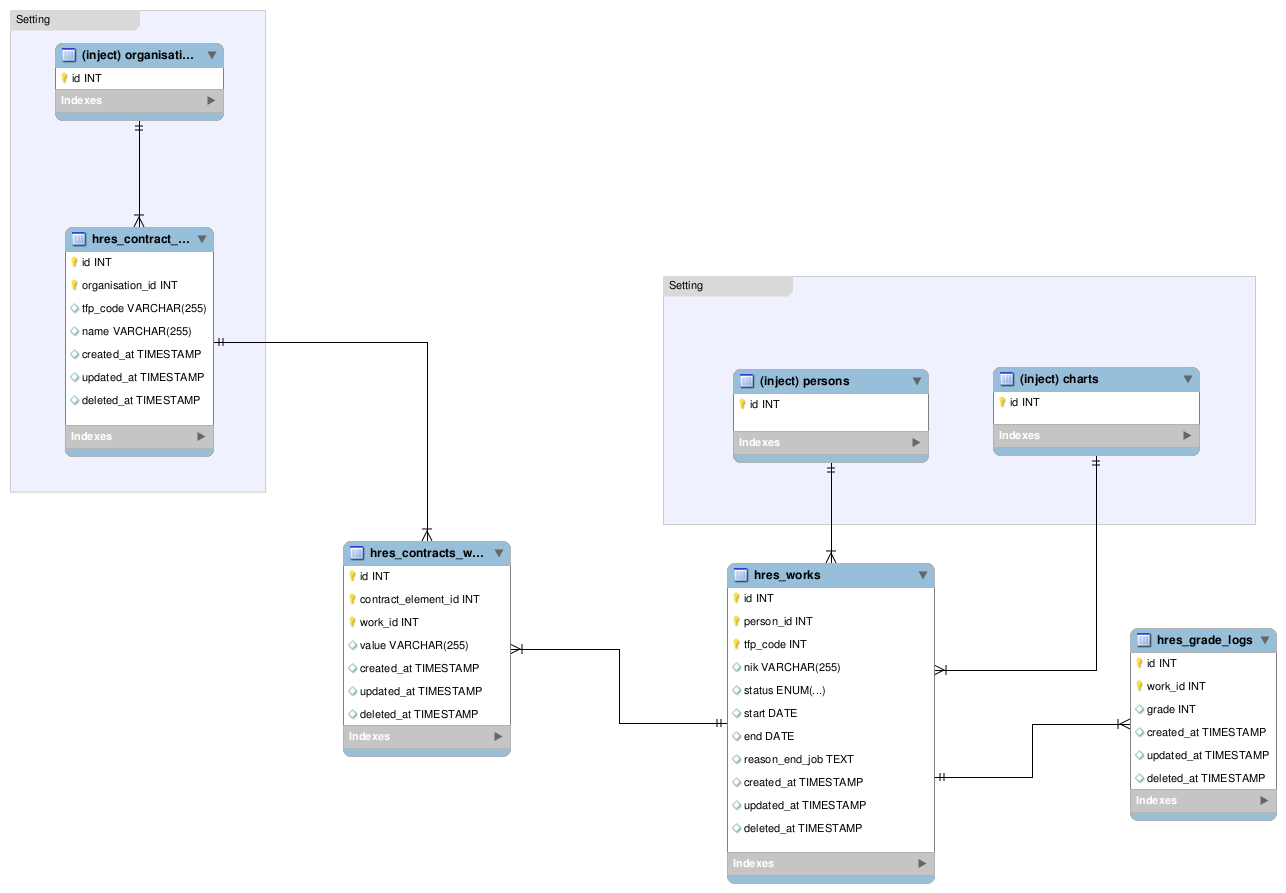 Setting
(inject) organisati...
id INT
Indexes
hres_contract_...
id INT
organisation_id INT
tfp_code VARCHAR(255)
name VARCHAR(255)
created_at TIMESTAMP
updated_at TIMESTAMP
deleted_at TIMESTAMP
Indexes
Setting
(inject) persons
id INT
Indexes
(inject) charts
id INT
Indexes
hres_contracts_w...
id INT
contract_element_id INT
work_id INT
value VARCHAR(255)
created_at TIMESTAMP
updated_at TIMESTAMP
deleted_at TIMESTAMP
Indexes
hres_works
id INT
person_id INT
tfp_code INT
nik VARCHAR(255)
status ENUM(...)
start DATE
end DATE
reason_end_job TEXT
created_at TIMESTAMP
updated_at TIMESTAMP
deleted_at TIMESTAMP
Indexes
hres_grade_logs
id INT
work_id INT
grade INT
created_at TIMESTAMP
updated_at TIMESTAMP
deleted_at TIMESTAMP
Indexes